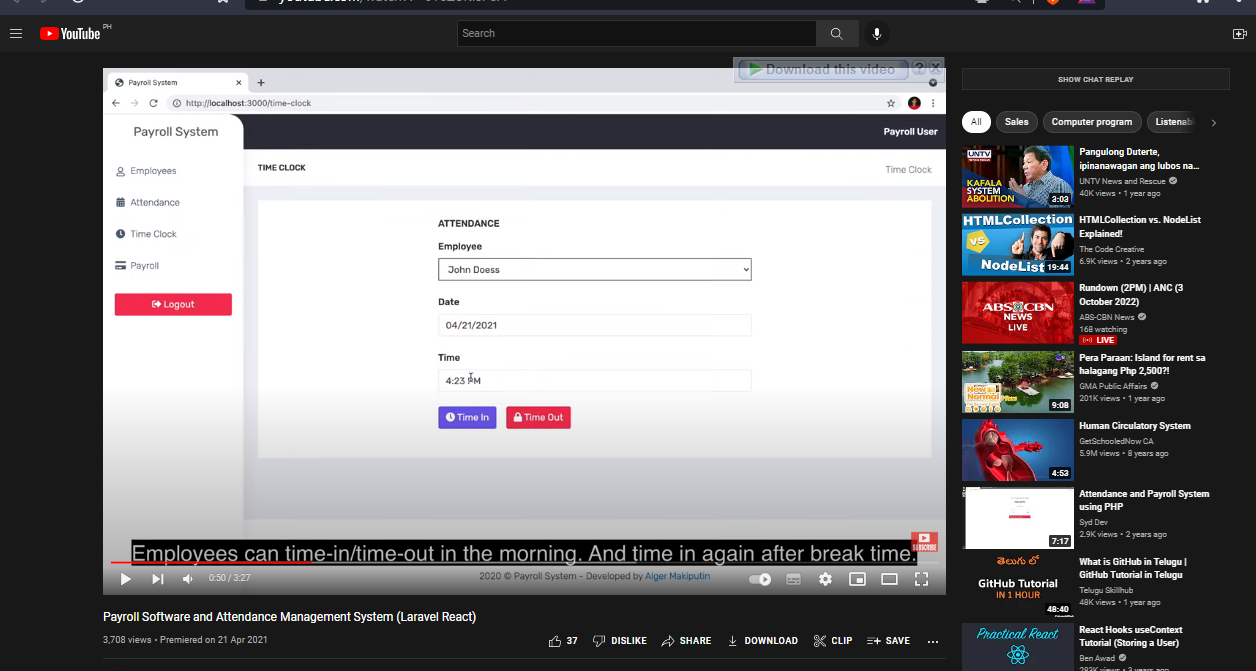 YouTube PH
Search
Download this video
Payroll System
http://localhost:3000/time-clock
Payroll System
Payroll User
Employees
Attendance
Time Clock
Payroll
Logout
TIME CLOCK
Time Clock
ATTENDANCE
Employee
John Doess
Date
04/21/2021
Time
4:23 PM
Time In
Time Out
Employees can time-in/time-out in the morning. And time in again after break time.
SUBSCRIBE
0:50 / 3:27
2020 © Payroll System - Developed by Alger Makiputin
Payroll Software and Attendance Management System (Laravel React)
3,708 views • Premiered on 21 Apr 2021
37 DISLIKE SHARE DOWNLOAD CLIP SAVE
SHOW CHAT REPLAY
All Sales Computer program
UNTV
KAFALA
SYSTEM
ABOLITION
3:03
Pangulong Duterte,
ipinanawagan ang lubos na...
UNTV News and Rescue
40K views • 1 year ago
HTMLCollection
VS
NodeList
19:44
HTMLCollection vs. NodeList
Explained!
The Code Creative
6.9K views • 2 years ago
ABS-CBN
NEWS
LIVE
Rundown (2PM) | ANC (3
October 2022)
ABS-CBN News
168 watching
LIVE
New
Normal
9:08
Pera Paraan: Island for rent sa
halagang Php 2,500?!
GMA Public Affairs
201K views • 1 year ago
4:53
Human Circulatory System
GetSchooledNow CA
5.9M views • 8 years ago
7:17
Attendance and Payroll System
using PHP
Syd Dev
2.9K views • 2 years ago
తెలుగు లో
GitHub Tutorial
IN 1 HOUR
48:40
What is GitHub in Telugu |
GitHub Tutorial in Telugu
Telugu Skillhub
48K views • 1 year ago
Practical React
React Hooks useContext
Tutorial (Storing a User)
Ben Awad